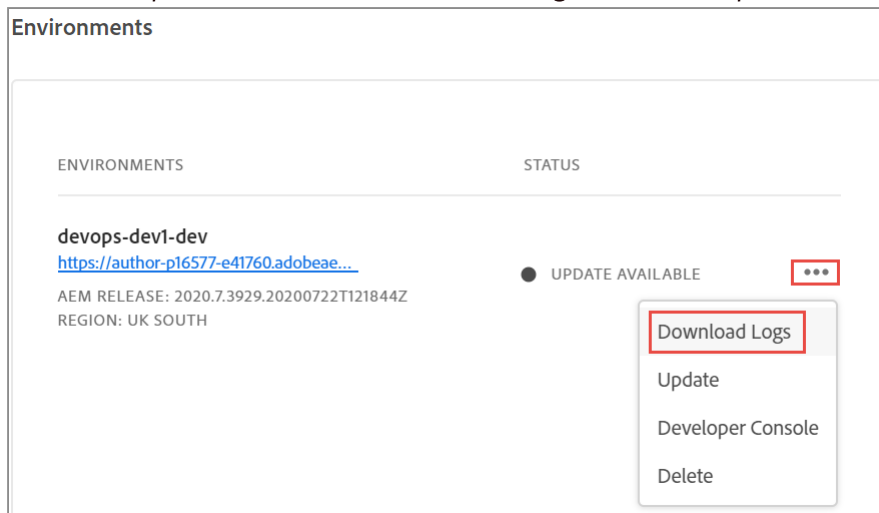 Environments
ENVIRONMENTS
STATUS
devops-dev1-dev
https://author-p16577-e41760.adobeae...
UPDATE AVAILABLE
AEM RELEASE: 2020.7.3929.20200722T121844Z
REGION: UK SOUTH
Download Logs
Update
Developer Console
Delete